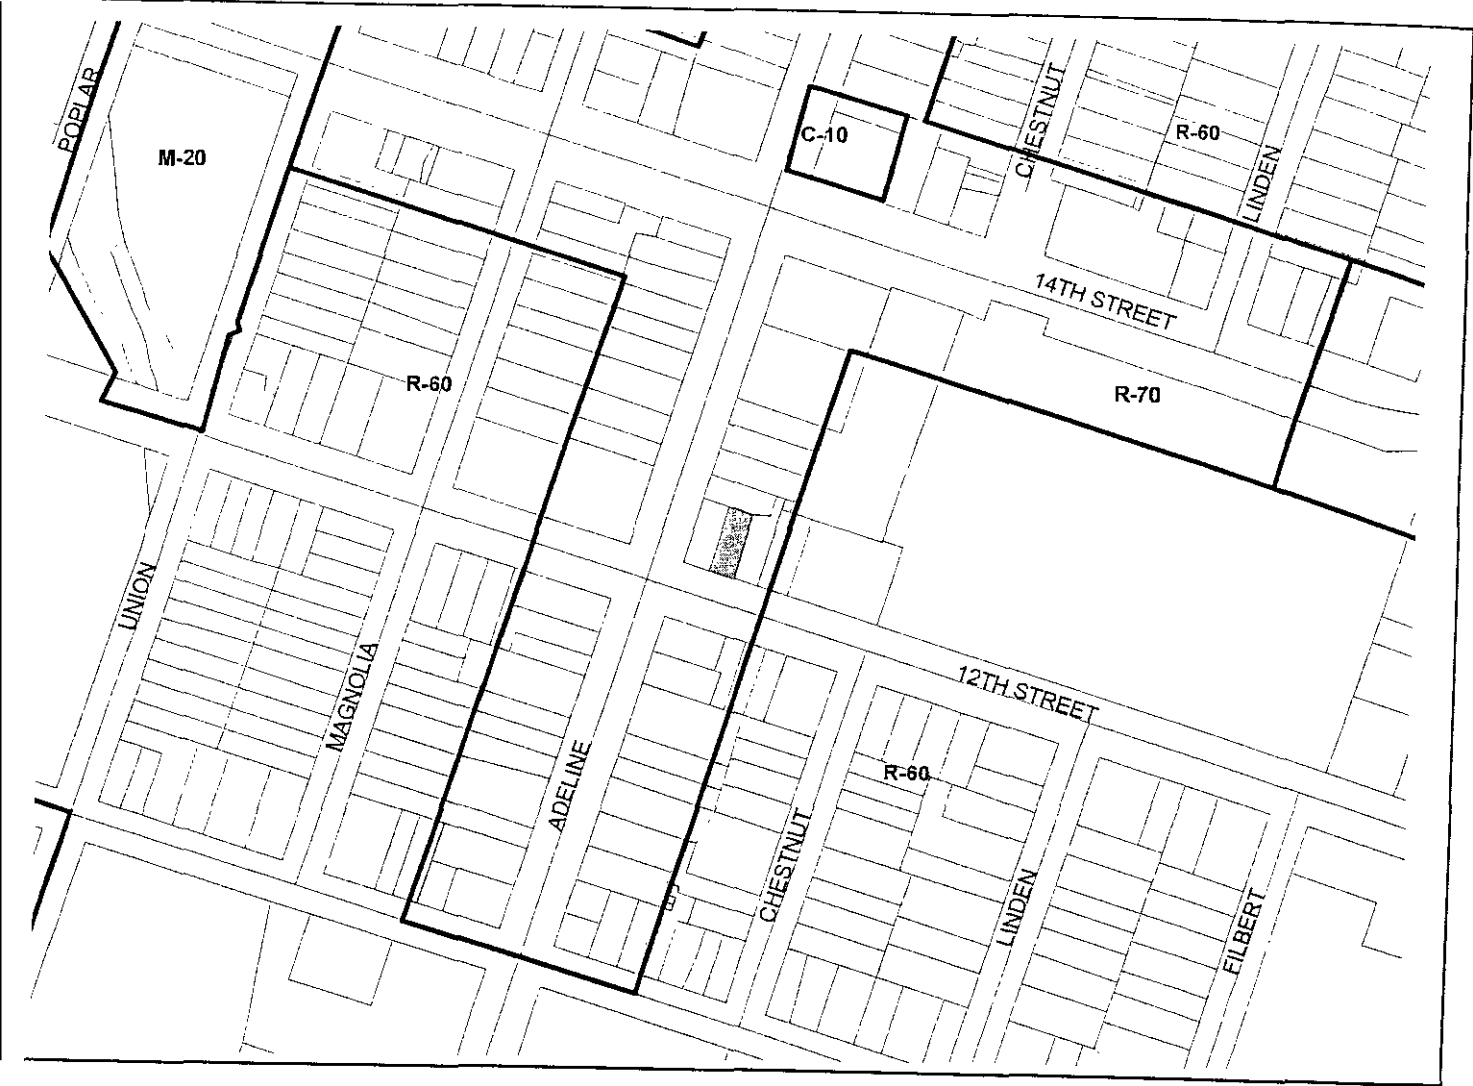 POPLAR
M-20
C-10
CHESTNUT
R-60
LINDEN
14TH STREET
R-60
R-70
UNION
MAGNOLIA
12TH STREET
ADELINE
R-60
CHESTNUT
LINDEN
FILBERT